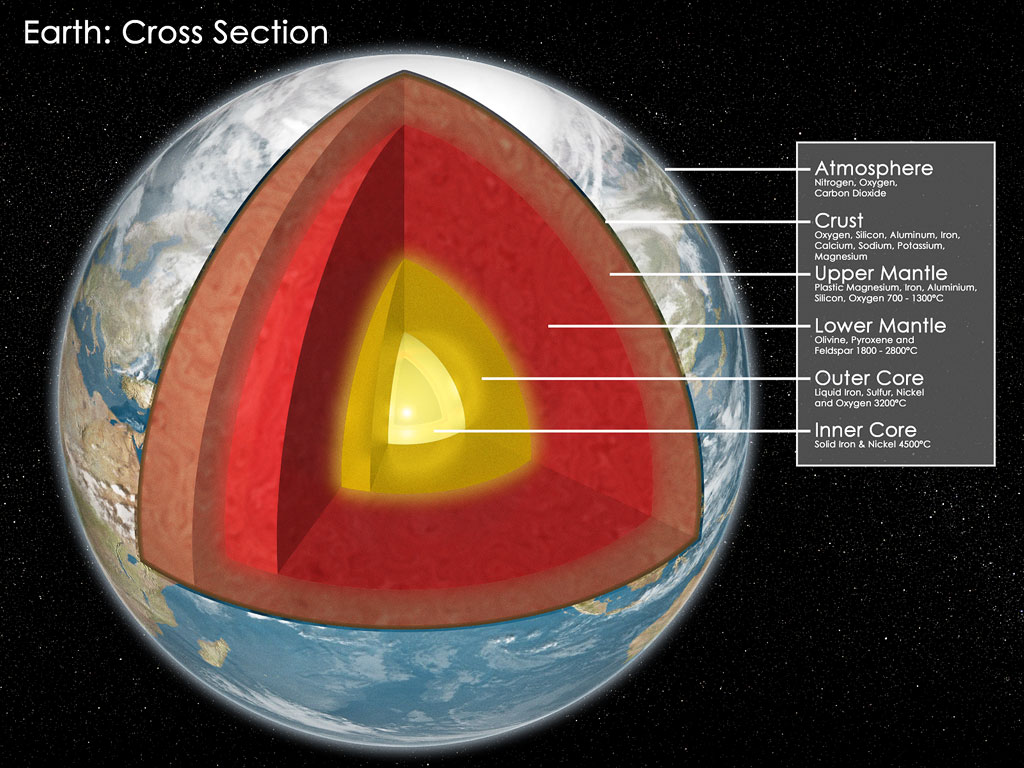 Earth: Cross Section
Atmosphere
Nitrogen, Oxygen,
Carbon Dioxide
Crust
Oxygen, Silicon, Aluminum, Iron,
Calcium, Sodium, Potassium,
Magnesium
Upper Mantle
Plastic Magnesium, Iron, Aluminium,
Silicon, Oxygen 700 - 1300°C
Lower Mantle
Olivine, Pyroxene and
Feldspar 1800 - 2800°C
Outer Core
Liquid Iron, Sulfur, Nickel
and Oxygen 3200°C
Inner Core
Solid Iron & Nickel 4500°C